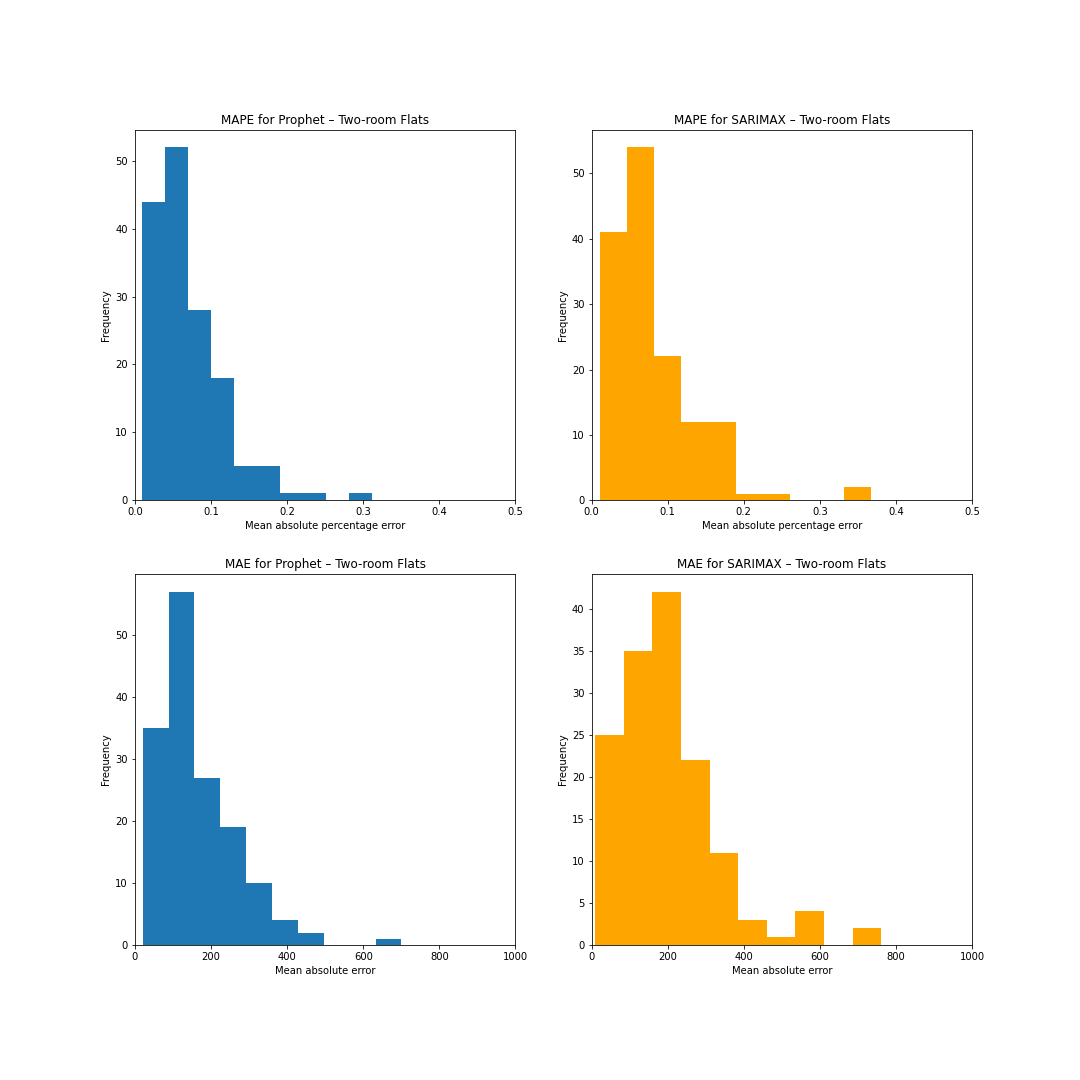 MAPE for Prophet – Two-room Flats
50
40
30
20
10
0
Frequency
0.0 0.1 0.2 0.3 0.4 0.5
Mean absolute percentage error
MAPE for SARIMAX – Two-room Flats
50
40
30
20
10
0
Frequency
0.0 0.1 0.2 0.3 0.4 0.5
Mean absolute percentage error
MAE for Prophet – Two-room Flats
50
40
30
20
10
0
Frequency
0 200 400 600 800 1000
Mean absolute error
MAE for SARIMAX – Two-room Flats
40
35
30
25
20
15
10
5
0
Frequency
0 200 400 600 800 1000
Mean absolute error